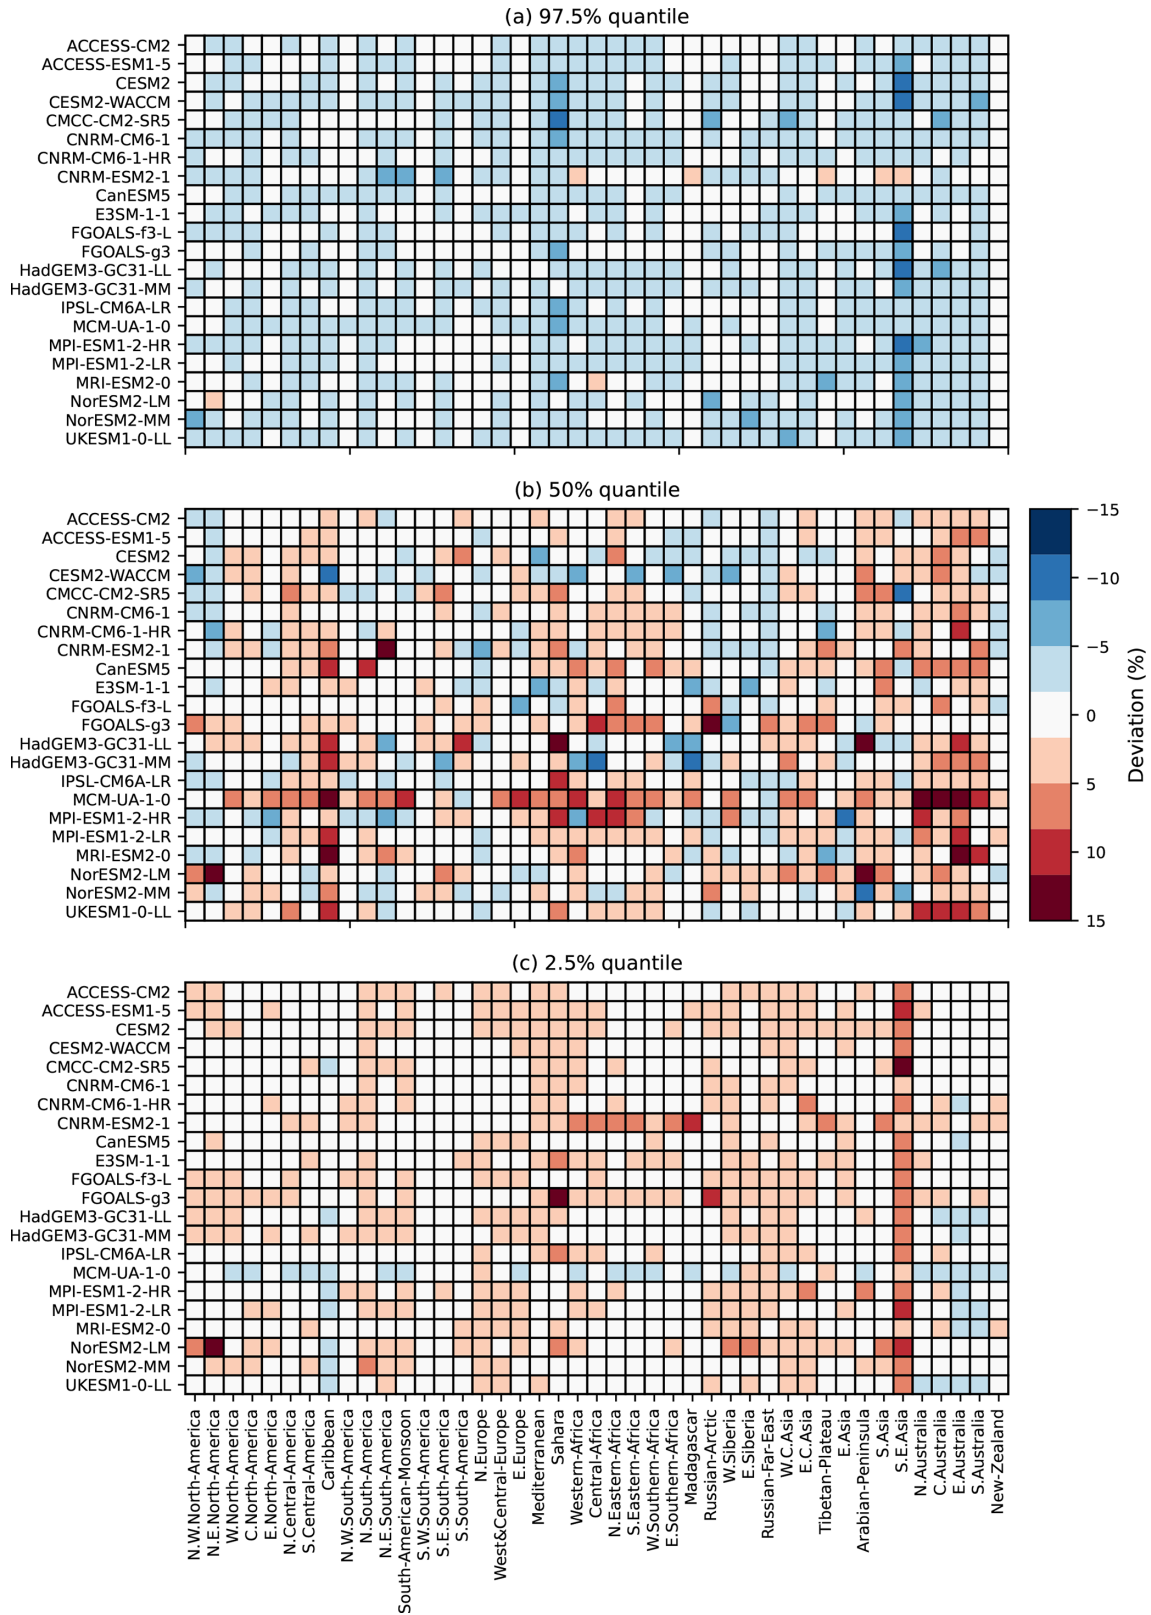 (a) 97.5% quantile
ACCESS-CM2
ACCESS-ESM1-5
CESM2
CESM2-WACCM
CMCC-CM2-SR5
CNRM-CM6-1
CNRM-CM6-1-HR
CNRM-ESM2-1
CanESM5
E3SM-1-1
FGOALS-f3-L
FGOALS-g3
HadGEM3-GC31-LL
HadGEM3-GC31-MM
IPSL-CM6A-LR
MCM-UA-1-0
MPI-ESM1-2-HR
MPI-ESM1-2-LR
MRI-ESM2-0
NorESM2-LM
NorESM2-MM
UKESM1-0-LL
(b) 50% quantile
ACCESS-CM2
ACCESS-ESM1-5
CESM2
CESM2-WACCM
CMCC-CM2-SR5
CNRM-CM6-1
CNRM-CM6-1-HR
CNRM-ESM2-1
CanESM5
E3SM-1-1
FGOALS-f3-L
FGOALS-g3
HadGEM3-GC31-LL
HadGEM3-GC31-MM
IPSL-CM6A-LR
MCM-UA-1-0
MPI-ESM1-2-HR
MPI-ESM1-2-LR
MRI-ESM2-0
NorESM2-LM
NorESM2-MM
UKESM1-0-LL
−15
−10
−5
0
5
10
15
Deviation (%)
(c) 2.5% quantile
ACCESS-CM2
ACCESS-ESM1-5
CESM2
CESM2-WACCM
CMCC-CM2-SR5
CNRM-CM6-1
CNRM-CM6-1-HR
CNRM-ESM2-1
CanESM5
E3SM-1-1
FGOALS-f3-L
FGOALS-g3
HadGEM3-GC31-LL
HadGEM3-GC31-MM
IPSL-CM6A-LR
MCM-UA-1-0
MPI-ESM1-2-HR
MPI-ESM1-2-LR
MRI-ESM2-0
NorESM2-LM
NorESM2-MM
UKESM1-0-LL
N.W.North-America
N.E.North-America
W.North-America
C.North-America
E.North-America
N.Central-America
S.Central-America
Caribbean
N.W.South-America
N.South-America
N.E.South-America
South-American-Monsoon
S.W.South-America
S.E.South-America
S.South-America
N.Europe
West&Central-Europe
E.Europe
Mediterranean
Sahara
Western-Africa
Central-Africa
N.Eastern-Africa
S.Eastern-Africa
W.Southern-Africa
E.Southern-Africa
Madagascar
Russian-Arctic
W.Siberia
E.Siberia
Russian-Far-East
W.C.Asia
E.C.Asia
Tibetan-Plateau
E.Asia
Arabian-Peninsula
S.Asia
S.E.Asia
N.Australia
C.Australia
E.Australia
S.Australia
New-Zealand